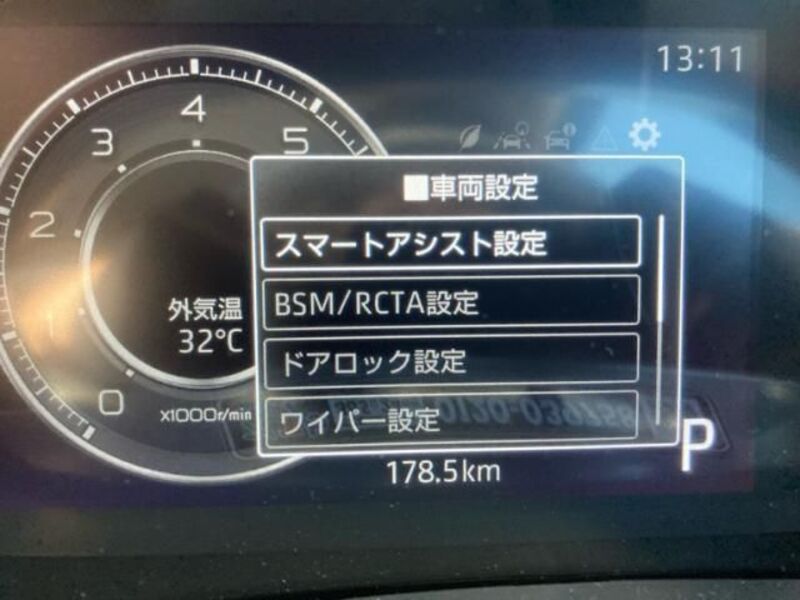 13:11
4
3
5
2
0
x1000r/min
外気温
32℃
■車両設定
スマートアシスト設定
BSM/RCTA設定
ドアロック設定
ワイパー設定
178.5km
P